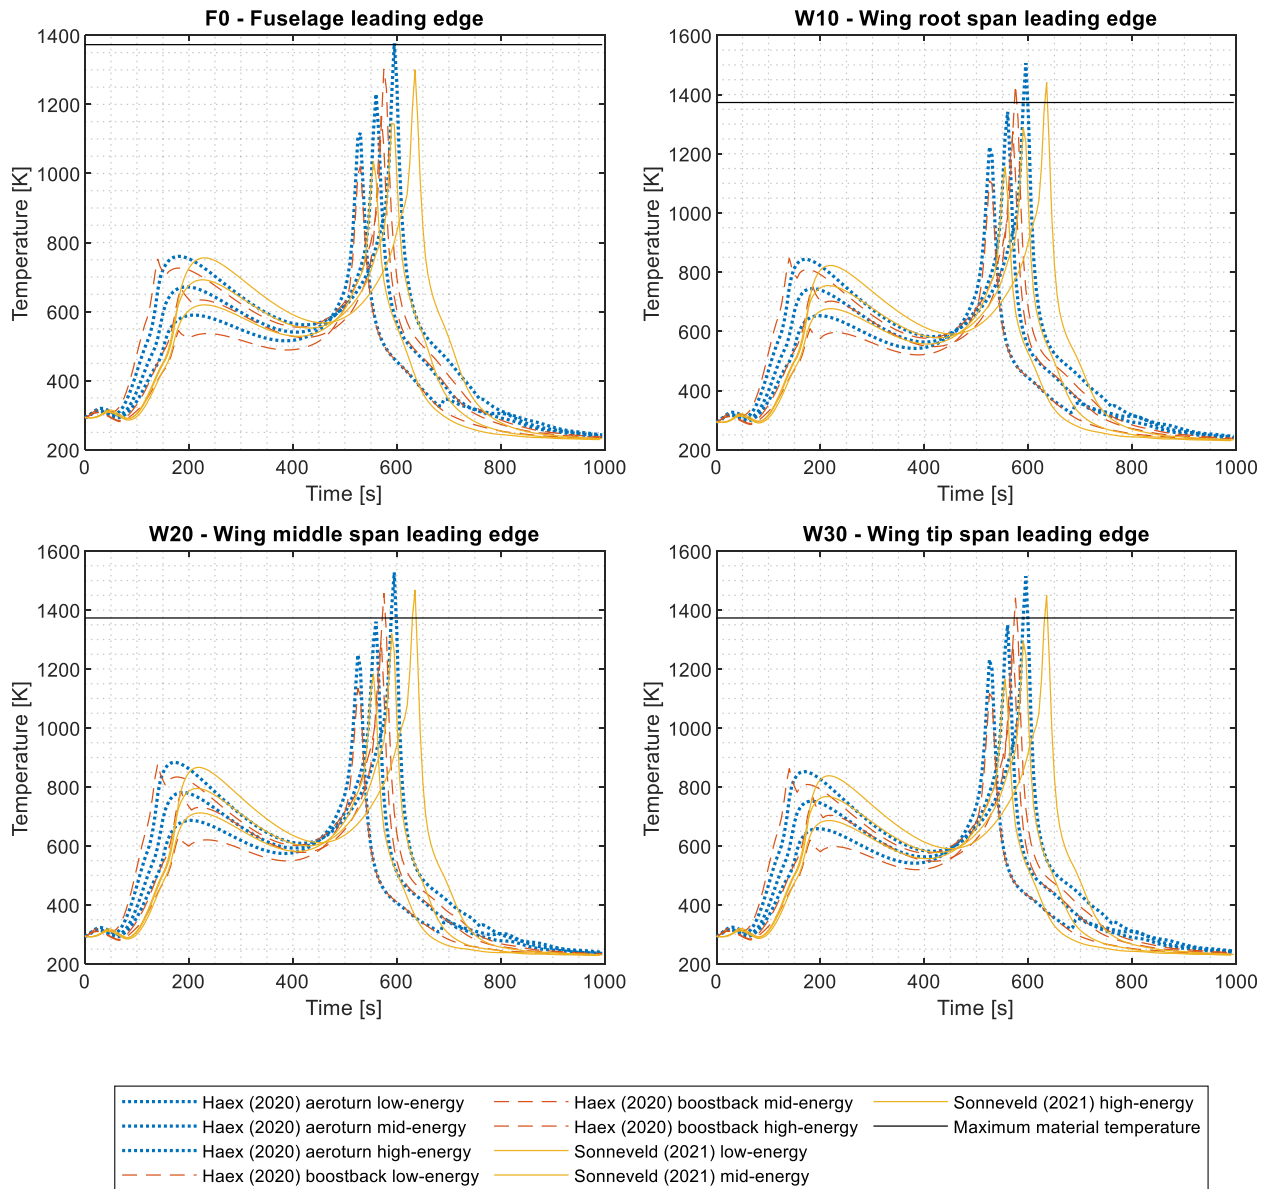 F0 - Fuselage leading edge
1400
1200
1000
800
600
400
200
Temperature [K]
0 200 400 600 800 1000
Time [s]
W10 - Wing root span leading edge
1600
1400
1200
1000
800
600
400
200
Temperature [K]
0 200 400 600 800 1000
Time [s]
W20 - Wing middle span leading edge
1600
1400
1200
1000
800
600
400
200
Temperature [K]
0 200 400 600 800 1000
Time [s]
W30 - Wing tip span leading edge
1600
1400
1200
1000
800
600
400
200
Temperature [K]
0 200 400 600 800 1000
Time [s]
Haex (2020) aeroturn low-energy
Haex (2020) aeroturn mid-energy
Haex (2020) aeroturn high-energy
Haex (2020) boostback low-energy
Haex (2020) boostback mid-energy
Haex (2020) boostback high-energy
Sonneveld (2021) low-energy
Sonneveld (2021) mid-energy
Sonneveld (2021) high-energy
Maximum material temperature